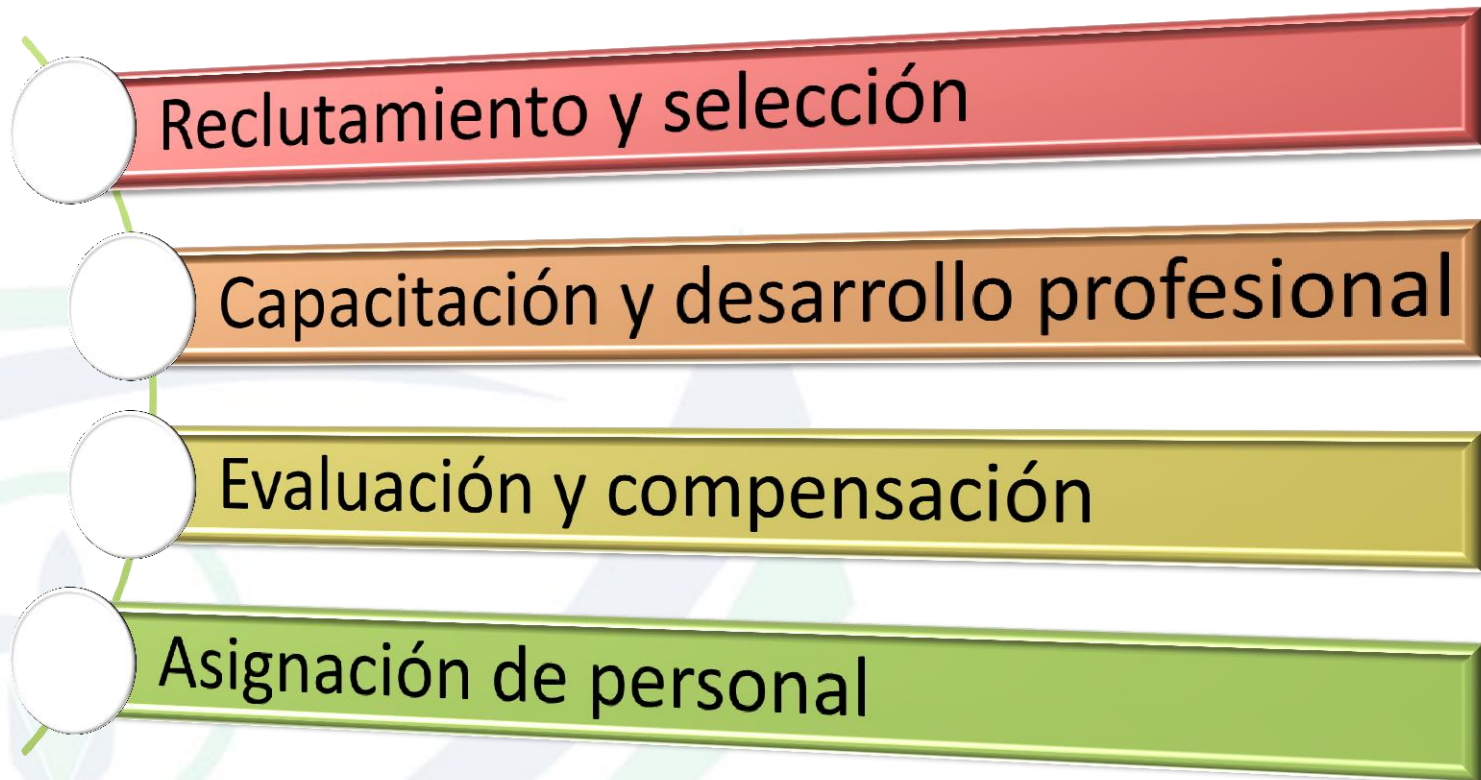 Reclutamiento y selección
Capacitación y desarrollo profesional
Evaluación y compensación
Asignación de personal